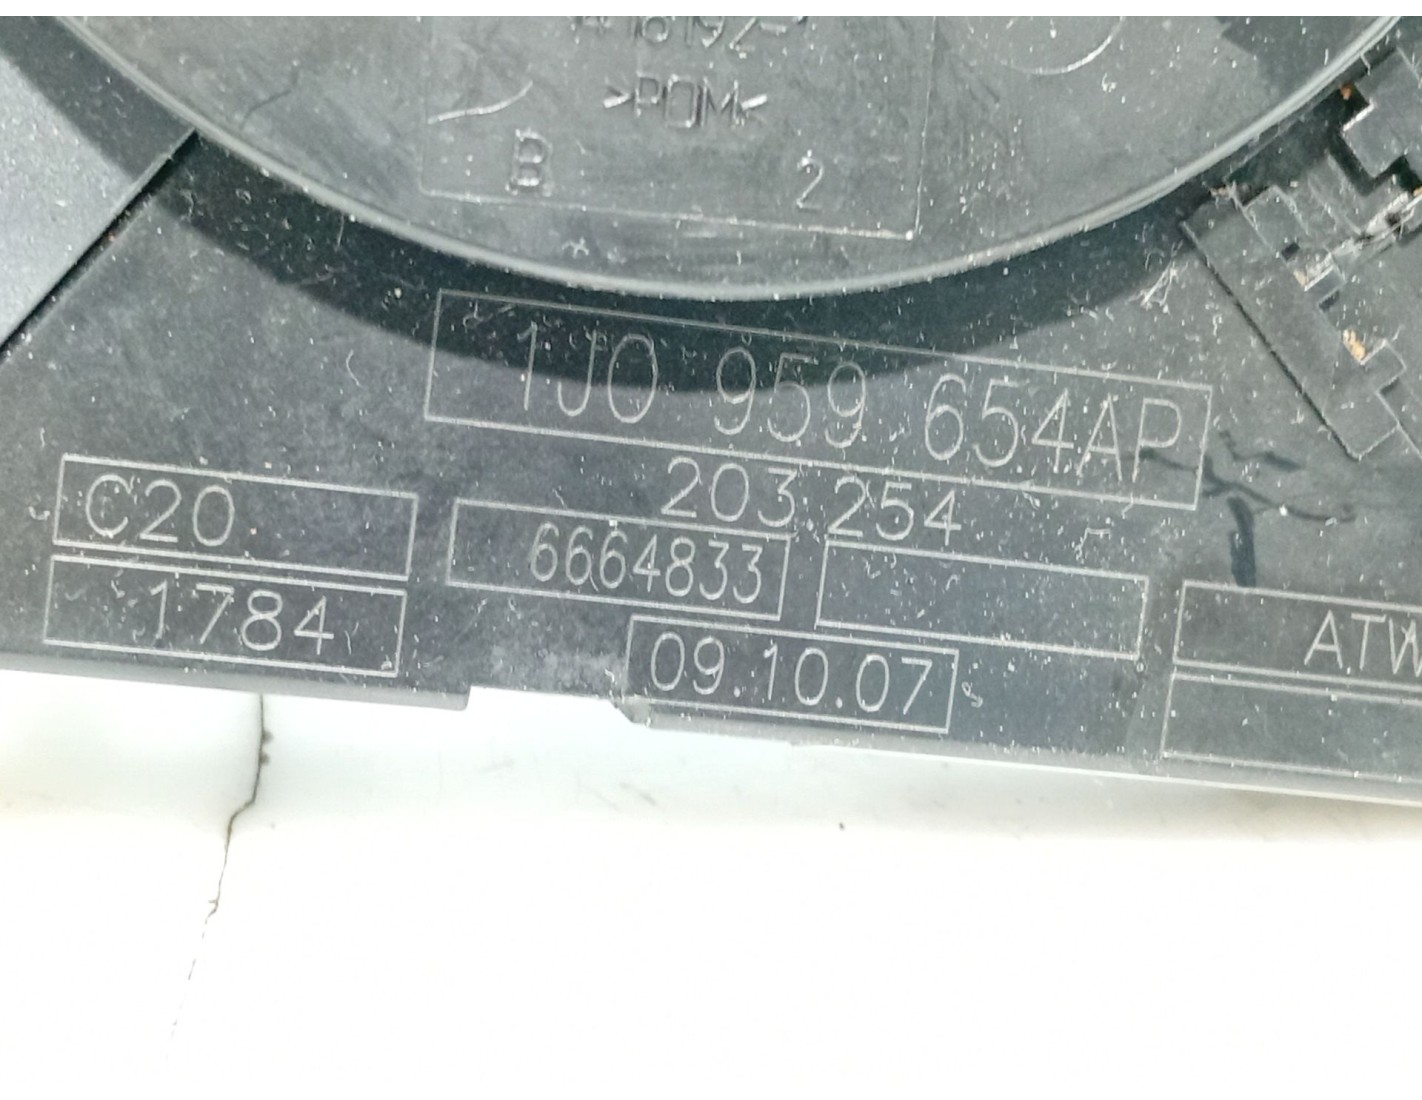 >POM<
B 2
1J0 959 654AP
203.254
C20
6664833
1784
09.10.07
ATW